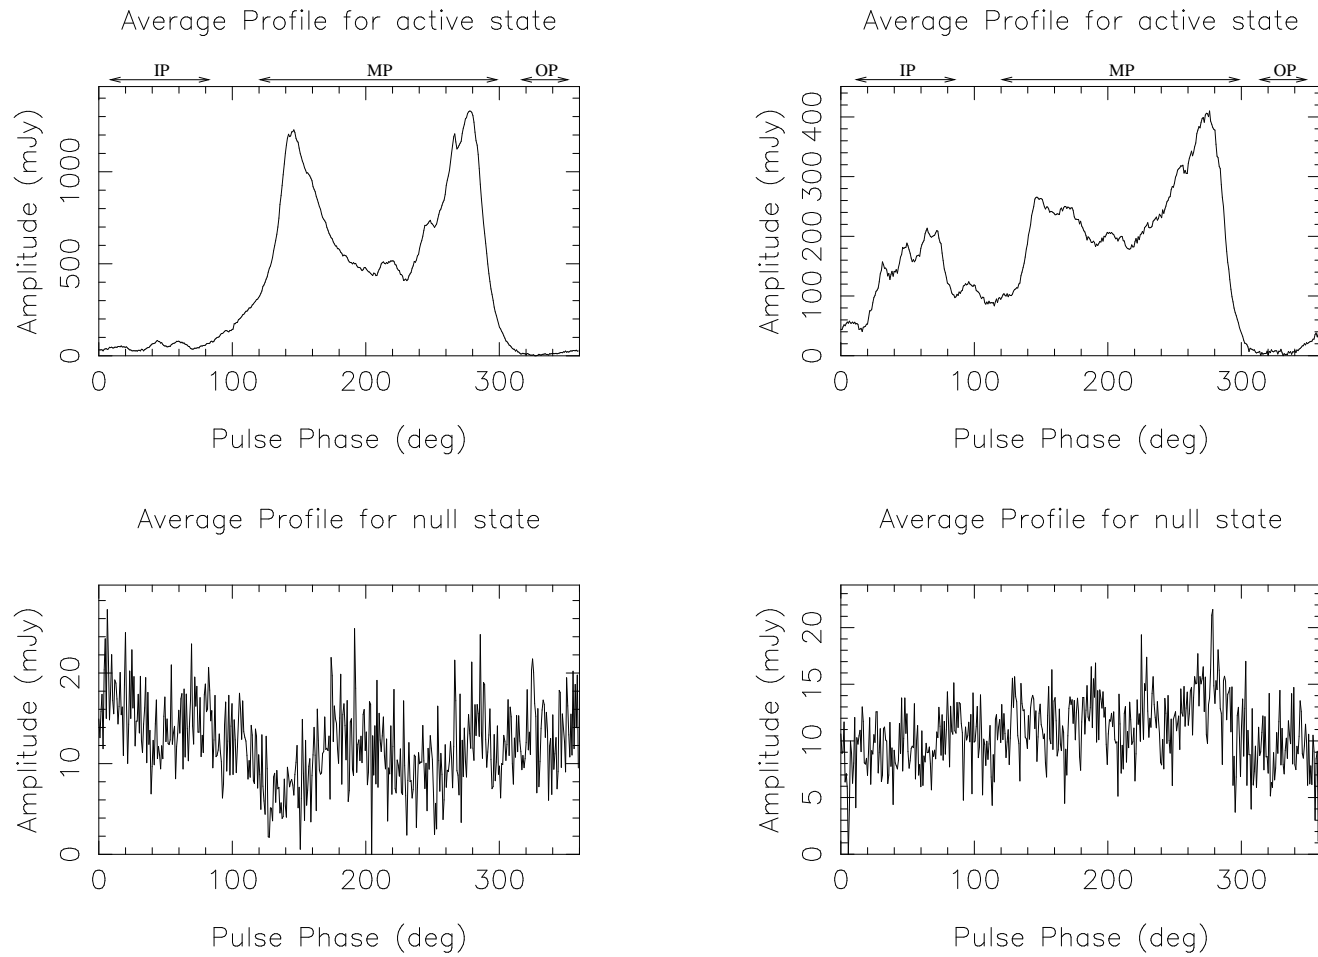 Average Profile for active state
IP MP OP
Amplitude (mJy)
0 500 1000
0 100 200 300
Pulse Phase (deg)
Average Profile for active state
IP MP OP
Amplitude (mJy)
0 100 200 300 400
0 100 200 300
Pulse Phase (deg)
Average Profile for null state
Amplitude (mJy)
0 10 20
0 100 200 300
Pulse Phase (deg)
Average Profile for null state
Amplitude (mJy)
0 5 10 15 20
0 100 200 300
Pulse Phase (deg)